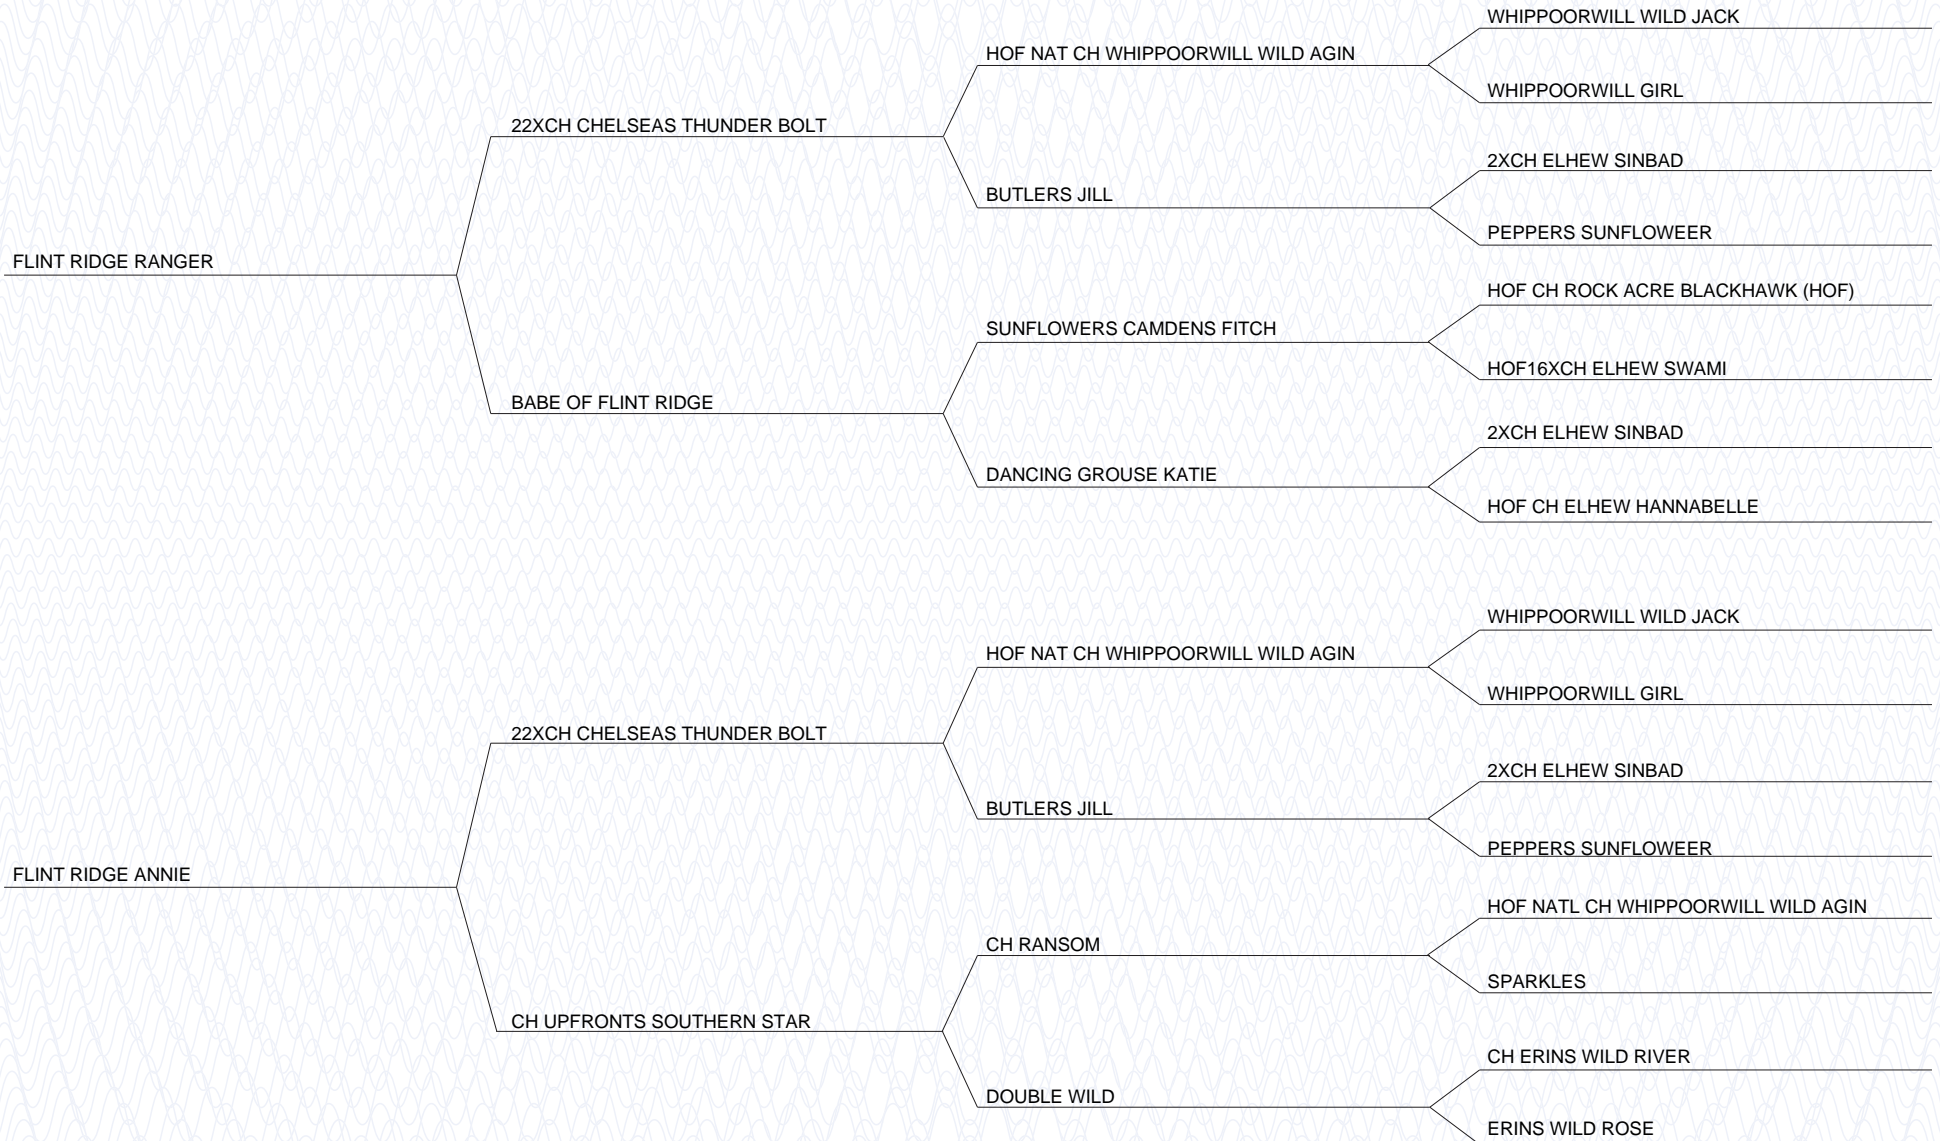 WHIPPOORWILL WILD JACK
HOF NAT CH WHIPPOORWILL WILD AGIN
WHIPPOORWILL GIRL
22XCH CHELSEAS THUNDER BOLT
2XCH ELHEW SINBAD
BUTLERS JILL
PEPPERS SUNFLOWEER
FLINT RIDGE RANGER
HOF CH ROCK ACRE BLACKHAWK (HOF)
SUNFLOWERS CAMDENS FITCH
HOF16XCH ELHEW SWAMI
BABE OF FLINT RIDGE
2XCH ELHEW SINBAD
DANCING GROUSE KATIE
HOF CH ELHEW HANNABELLE
WHIPPOORWILL WILD JACK
HOF NAT CH WHIPPOORWILL WILD AGIN
WHIPPOORWILL GIRL
22XCH CHELSEAS THUNDER BOLT
2XCH ELHEW SINBAD
BUTLERS JILL
PEPPERS SUNFLOWEER
FLINT RIDGE ANNIE
HOF NATL CH WHIPPOORWILL WILD AGIN
CH RANSOM
SPARKLES
CH UPFRONTS SOUTHERN STAR
CH ERINS WILD RIVER
DOUBLE WILD
ERINS WILD ROSE